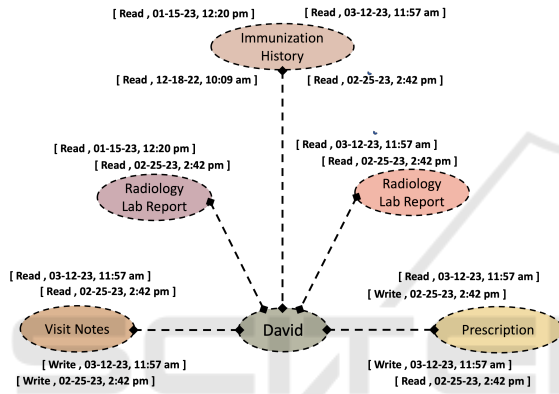 [ Read , 01-15-23, 12:20 pm ] [ Read , 03-12-23, 11:57 am ]
Immunization
History
[ Read , 12-18-22, 10:09 am ] [ Read , 02-25-23, 2:42 pm ]
[ Read , 01-15-23, 12:20 pm ]
[ Read , 02-25-23, 2:42 pm ]
Radiology
Lab Report
[ Read , 03-12-23, 11:57 am ]
[ Read , 02-25-23, 2:42 pm ]
Radiology
Lab Report
[ Read , 03-12-23, 11:57 am ]
[ Read , 02-25-23, 2:42 pm ]
Visit Notes
[ Write , 03-12-23, 11:57 am ]
[ Write , 02-25-23, 2:42 pm ]
David
[ Read , 03-12-23, 11:57 am ]
[ Write , 02-25-23, 2:42 pm ]
Prescription
[ Write , 03-12-23, 11:57 am ]
[ Read , 02-25-23, 2:42 pm ]